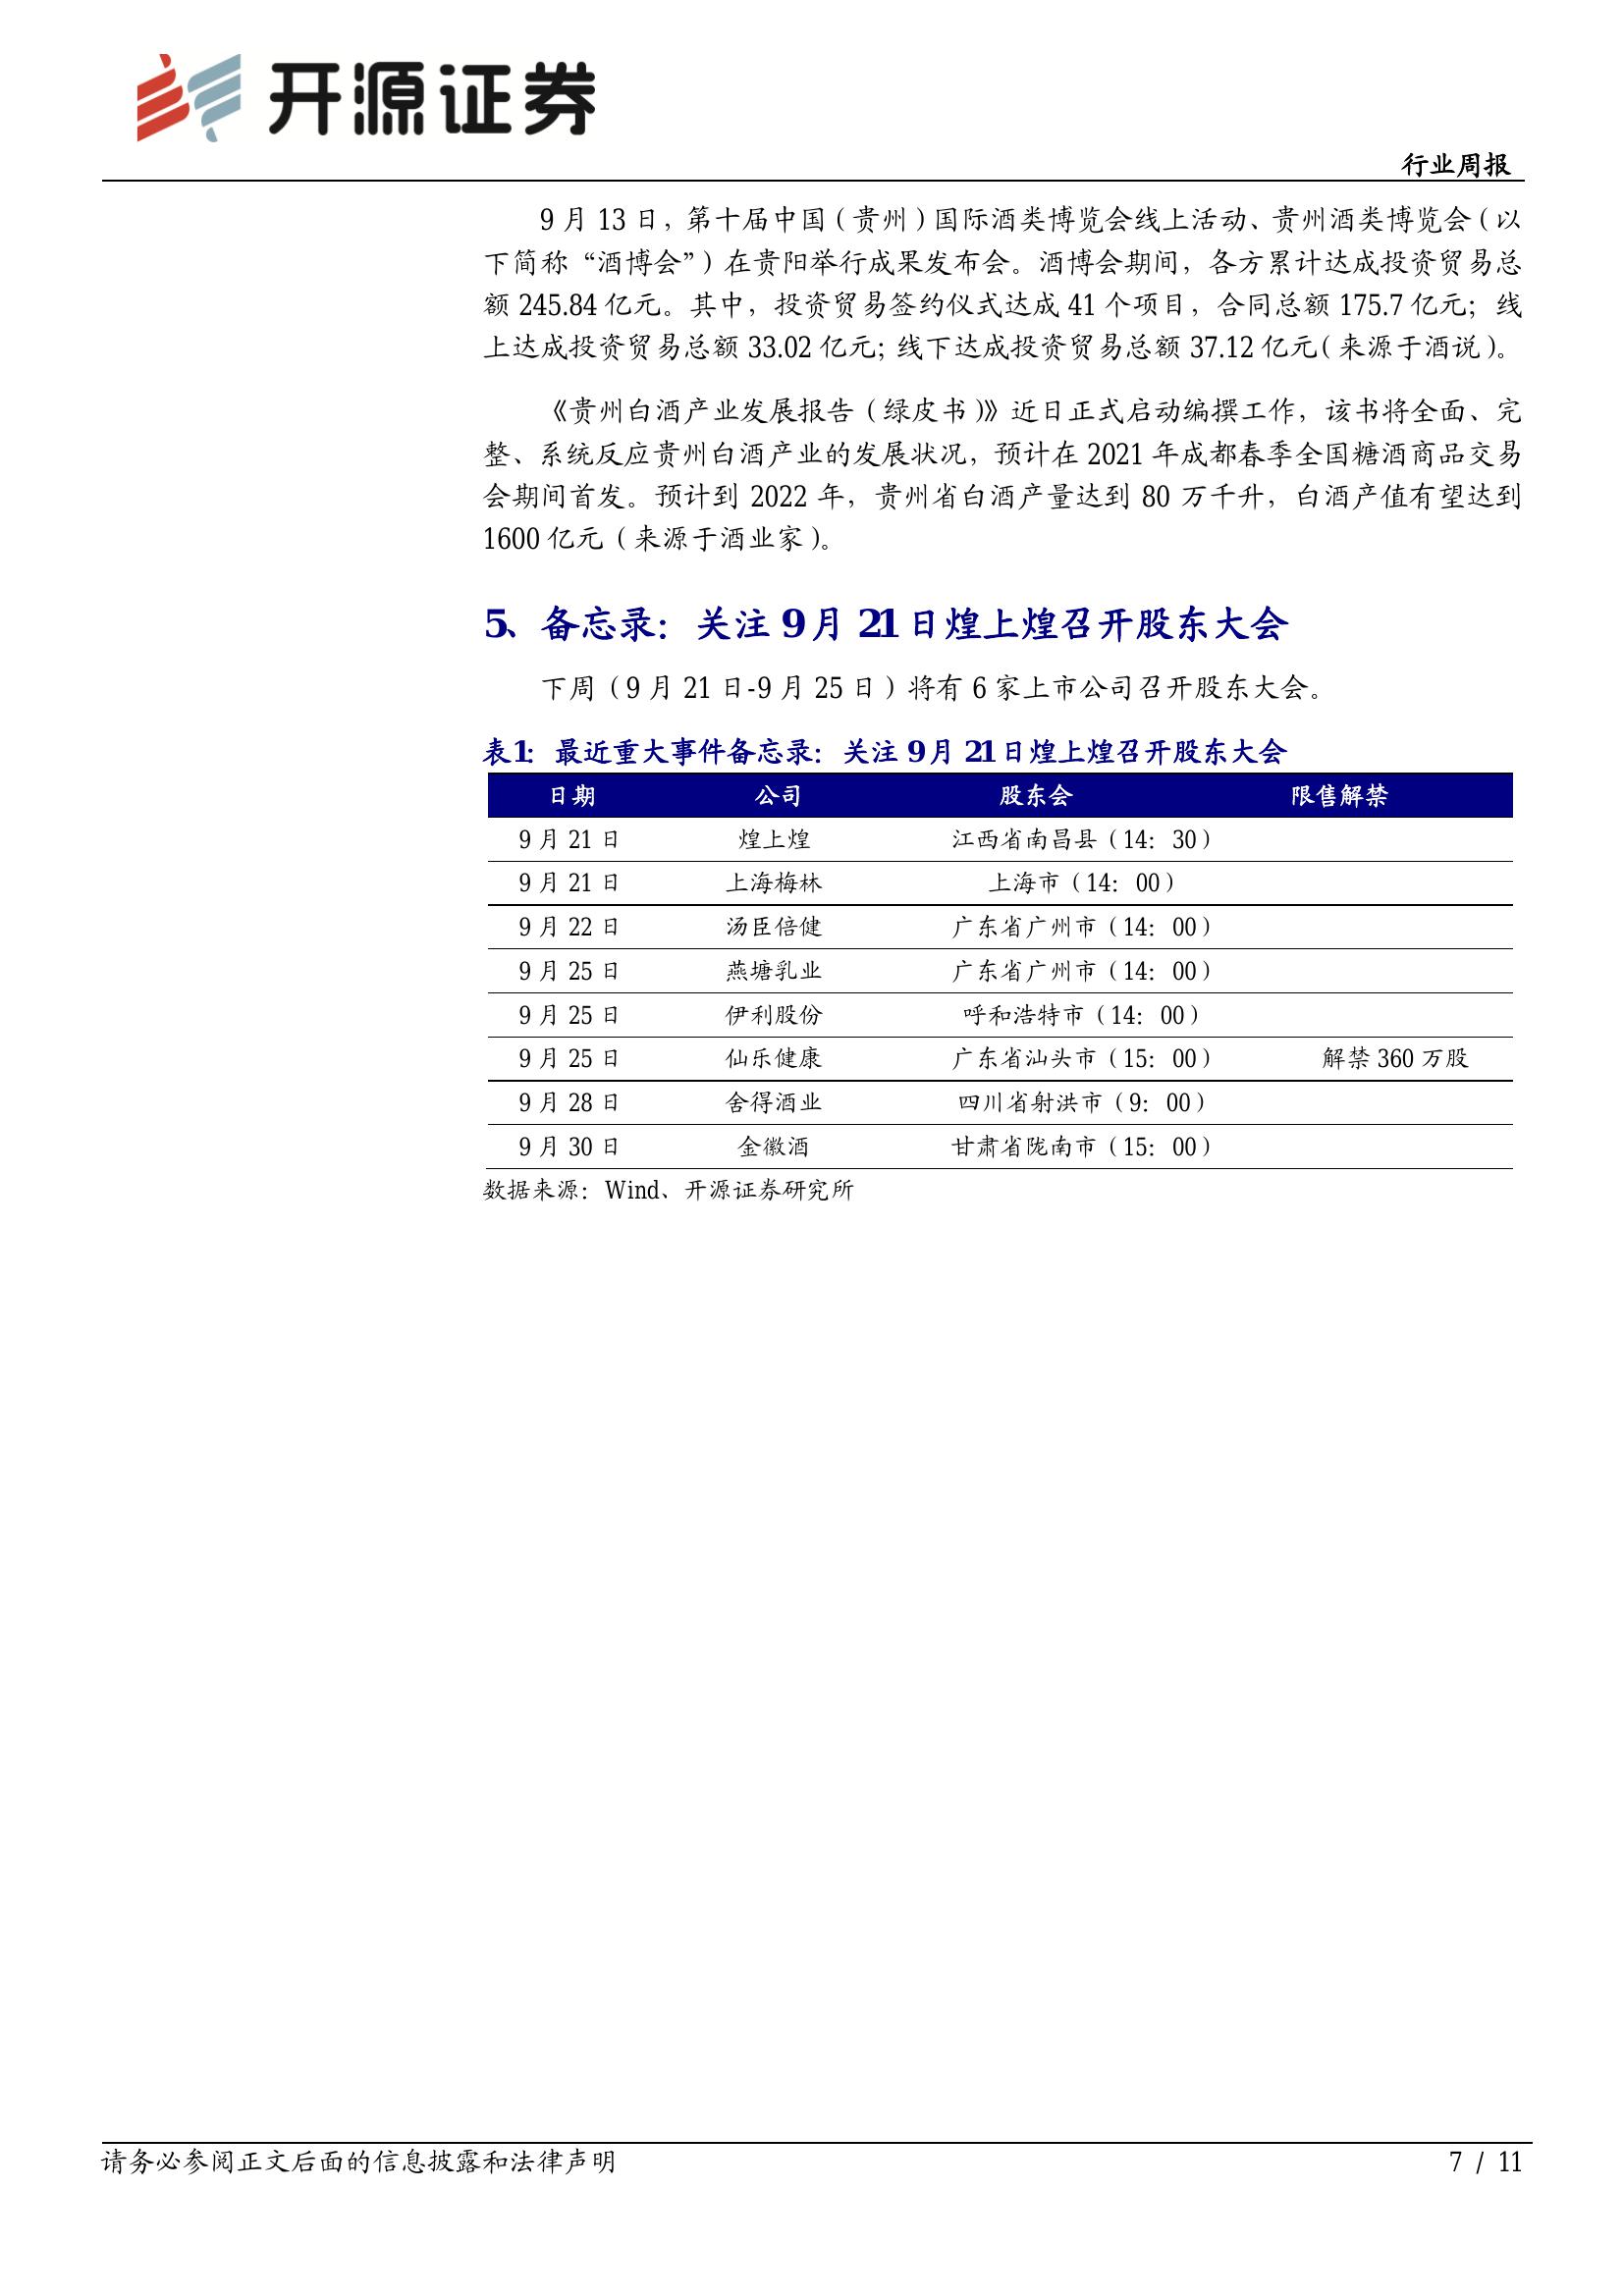 开源证券
行业周报
9 月 13 日，第十届中国（贵州）国际酒类博览会线上活动、贵州酒类博览会（以
下简称“酒博会”）在贵阳举行成果发布会。酒博会期间，各方累计达成投资贸易总
额 245.84 亿元。其中，投资贸易签约仪式达成 41 个项目，合同总额 175.7 亿元；线
上达成投资贸易总额 33.02 亿元；线下达成投资贸易总额 37.12 亿元（来源于酒说）。
《贵州白酒产业发展报告（绿皮书）》近日正式启动编撰工作，该书将全面、完
整、系统反应贵州白酒产业的发展状况，预计在 2021 年成都春季全国糖酒商品交易
会期间首发。预计到 2022 年，贵州省白酒产量达到 80 万千升，白酒产值有望达到
1600 亿元（来源于酒业家）。
5、备忘录：关注 9 月 21 日煌上煌召开股东大会
下周（9 月 21 日-9 月 25 日）将有 6 家上市公司召开股东大会。
表1：最近重大事件备忘录：关注 9 月 21 日煌上煌召开股东大会
日期 公司 股东会 限售解禁
9 月 21 日 煌上煌 江西省南昌县（14：30）
9 月 21 日 上海梅林 上海市（14：00）
9 月 22 日 汤臣倍健 广东省广州市（14：00）
9 月 25 日 燕塘乳业 广东省广州市（14：00）
9 月 25 日 伊利股份 呼和浩特市（14：00）
9 月 25 日 仙乐健康 广东省汕头市（15：00） 解禁 360 万股
9 月 28 日 舍得酒业 四川省射洪市（9：00）
9 月 30 日 金徽酒 甘肃省陇南市（15：00）
数据来源：Wind、开源证券研究所
请务必参阅正文后面的信息披露和法律声明 7 / 11